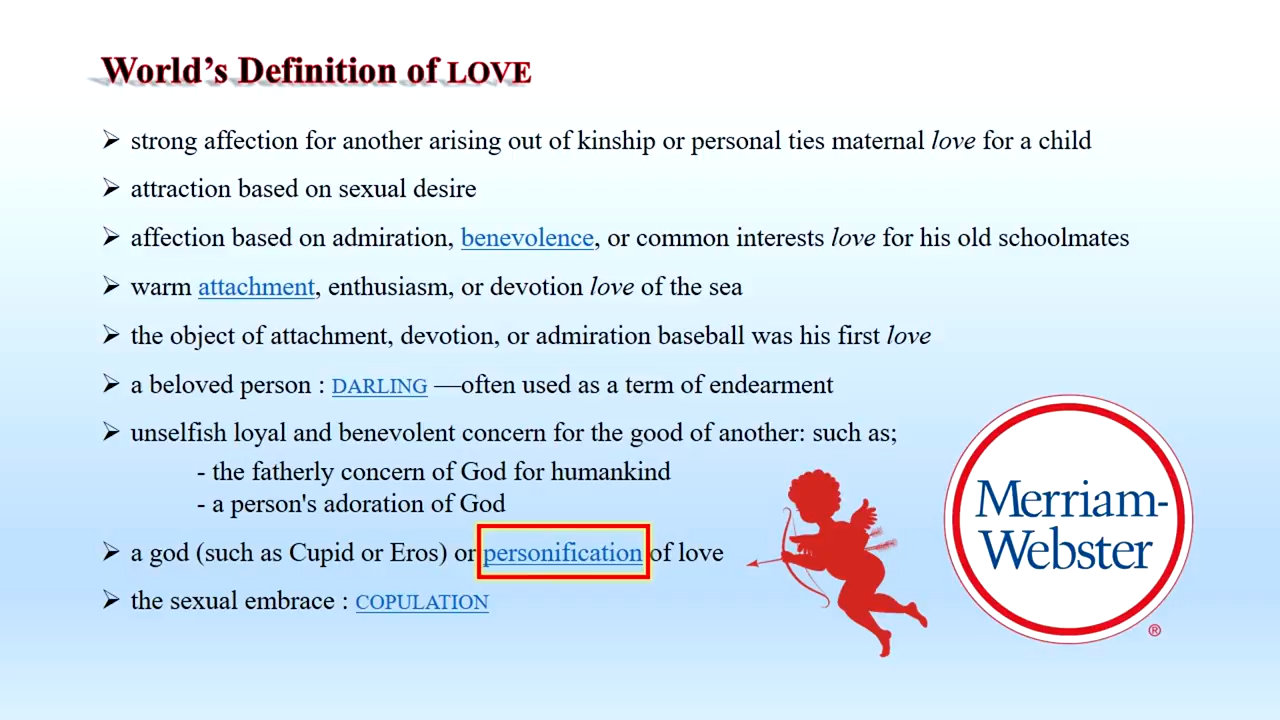 World's Definition of LOVE
➢ strong affection for another arising out of kinship or personal ties maternal love for a child
➢ attraction based on sexual desire
➢ affection based on admiration, benevolence, or common interests love for his old schoolmates
➢ warm attachment, enthusiasm, or devotion love of the sea
➢ the object of attachment, devotion, or admiration baseball was his first love
➢ a beloved person : DARLING —often used as a term of endearment
➢ unselfish loyal and benevolent concern for the good of another: such as;
- the fatherly concern of God for humankind
- a person's adoration of God
➢ a god (such as Cupid or Eros) or personification of love
➢ the sexual embrace : COPULATION
Merriam-
Webster
®